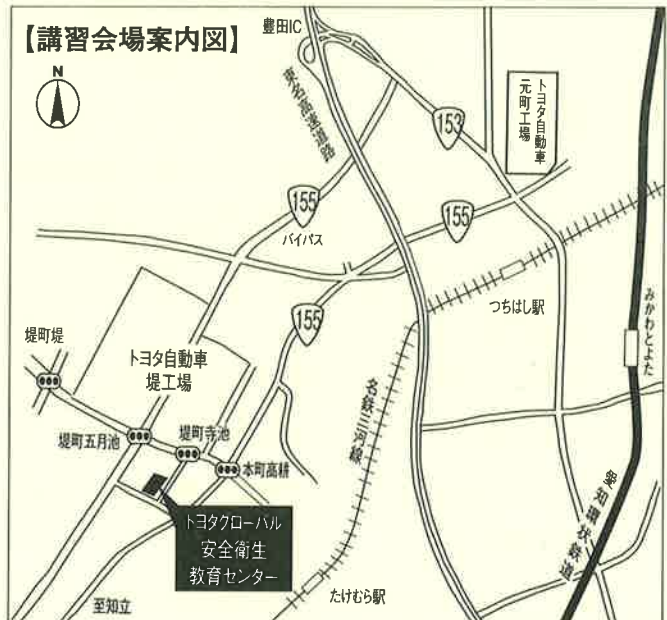 【講習会場案内図】
N
豊田IC
東名高速道路
153
トヨタ自動車
元町工場
155
バイパス
155
155
つちはし駅
みかわとよた
堤町堤
トヨタ自動車
堤工場
名鉄三河線
堤町五月池
堤町寺池
本町高耕
愛知環状鉄道
トヨタグローバル
安全衛生
教育センター
たけむら駅
至知立